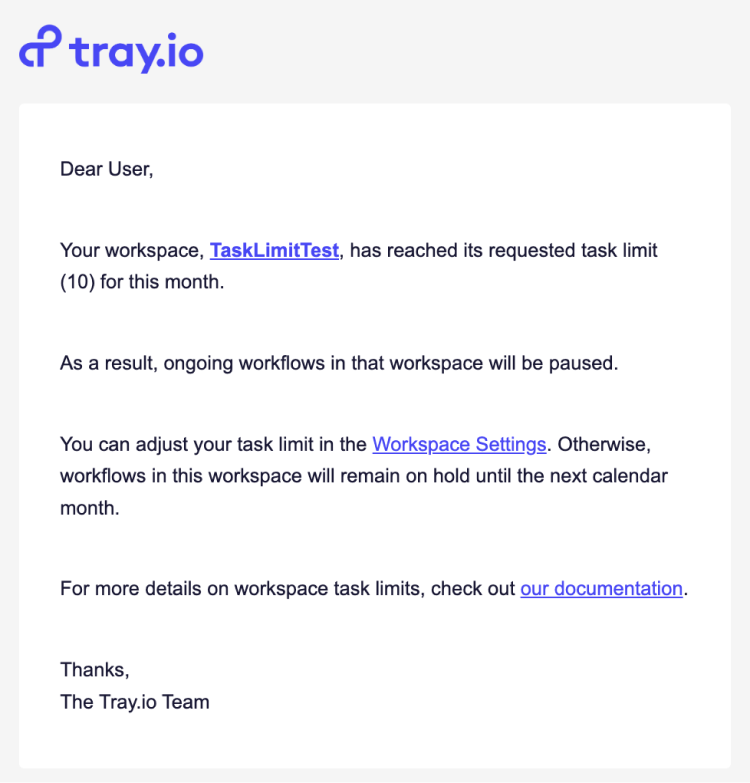 tray.io
Dear User,
Your workspace, TaskLimitTest, has reached its requested task limit
(10) for this month.
As a result, ongoing workflows in that workspace will be paused.
You can adjust your task limit in the Workspace Settings. Otherwise,
workflows in this workspace will remain on hold until the next calendar
month.
For more details on workspace task limits, check out our documentation.
Thanks,
The Tray.io Team